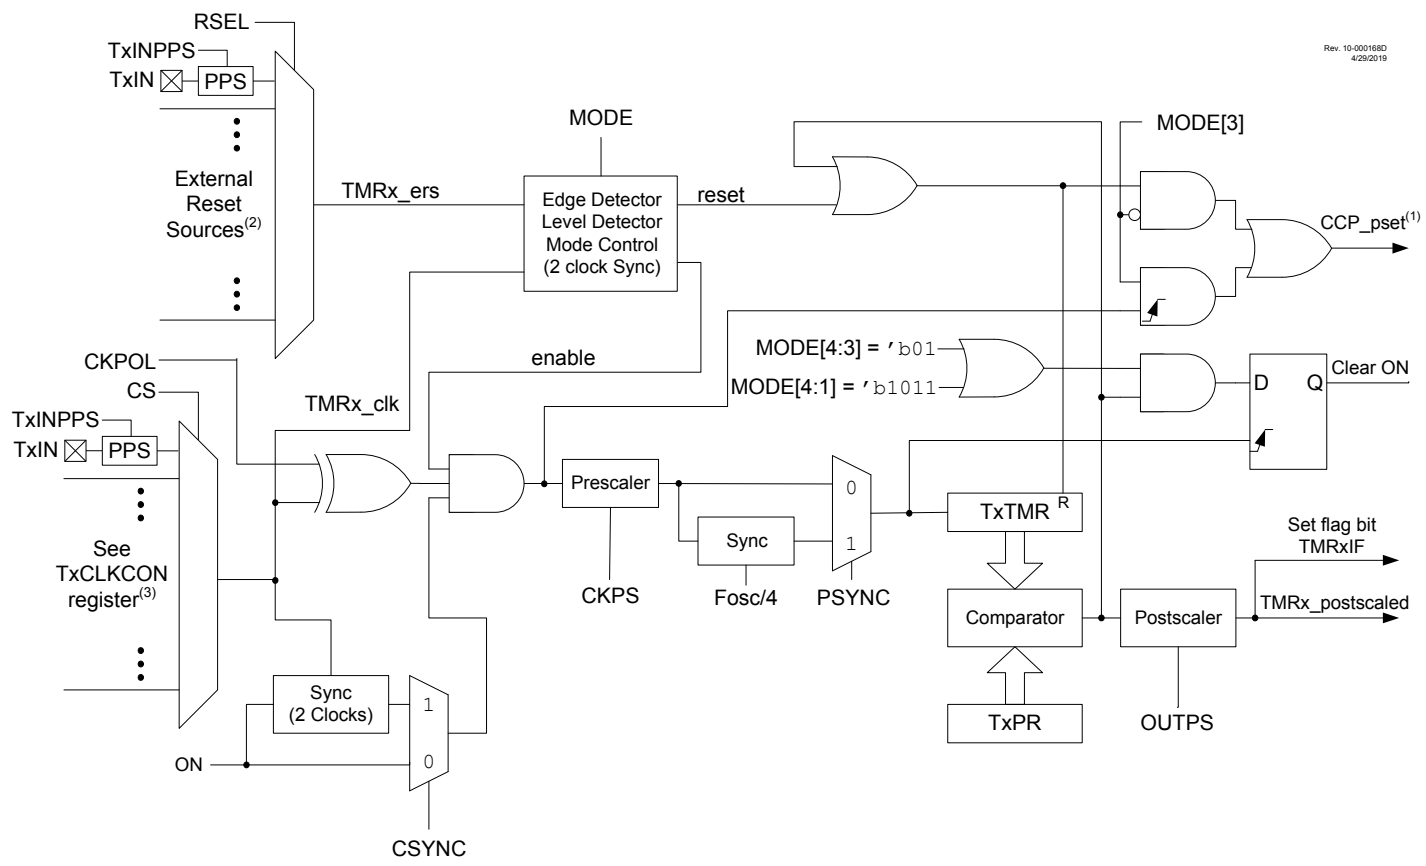 RSEL
TxINPPS
TxIN
PPS
Rev. 10-000168D
4/29/2019
MODE
MODE[3]
External
Reset
Sources(2)
TMRx_ers
Edge Detector
Level Detector
Mode Control
(2 clock Sync)
reset
CCP_pset(1)
CKPOL
CS
enable
MODE[4:3] = 'b01
MODE[4:1] = 'b1011
D
Q
Clear ON
TxINPPS
TxIN
PPS
TMRx_clk
Prescaler
0
1
Sync
TxTMR
R
See
TxCLKCON
register(3)
CKPS
Fosc/4
PSYNC
Set flag bit
TMRxIF
Comparator
Postscaler
TMRx_postscaled
Sync
(2 Clocks)
1
0
TxPR
OUTPS
ON
CSYNC